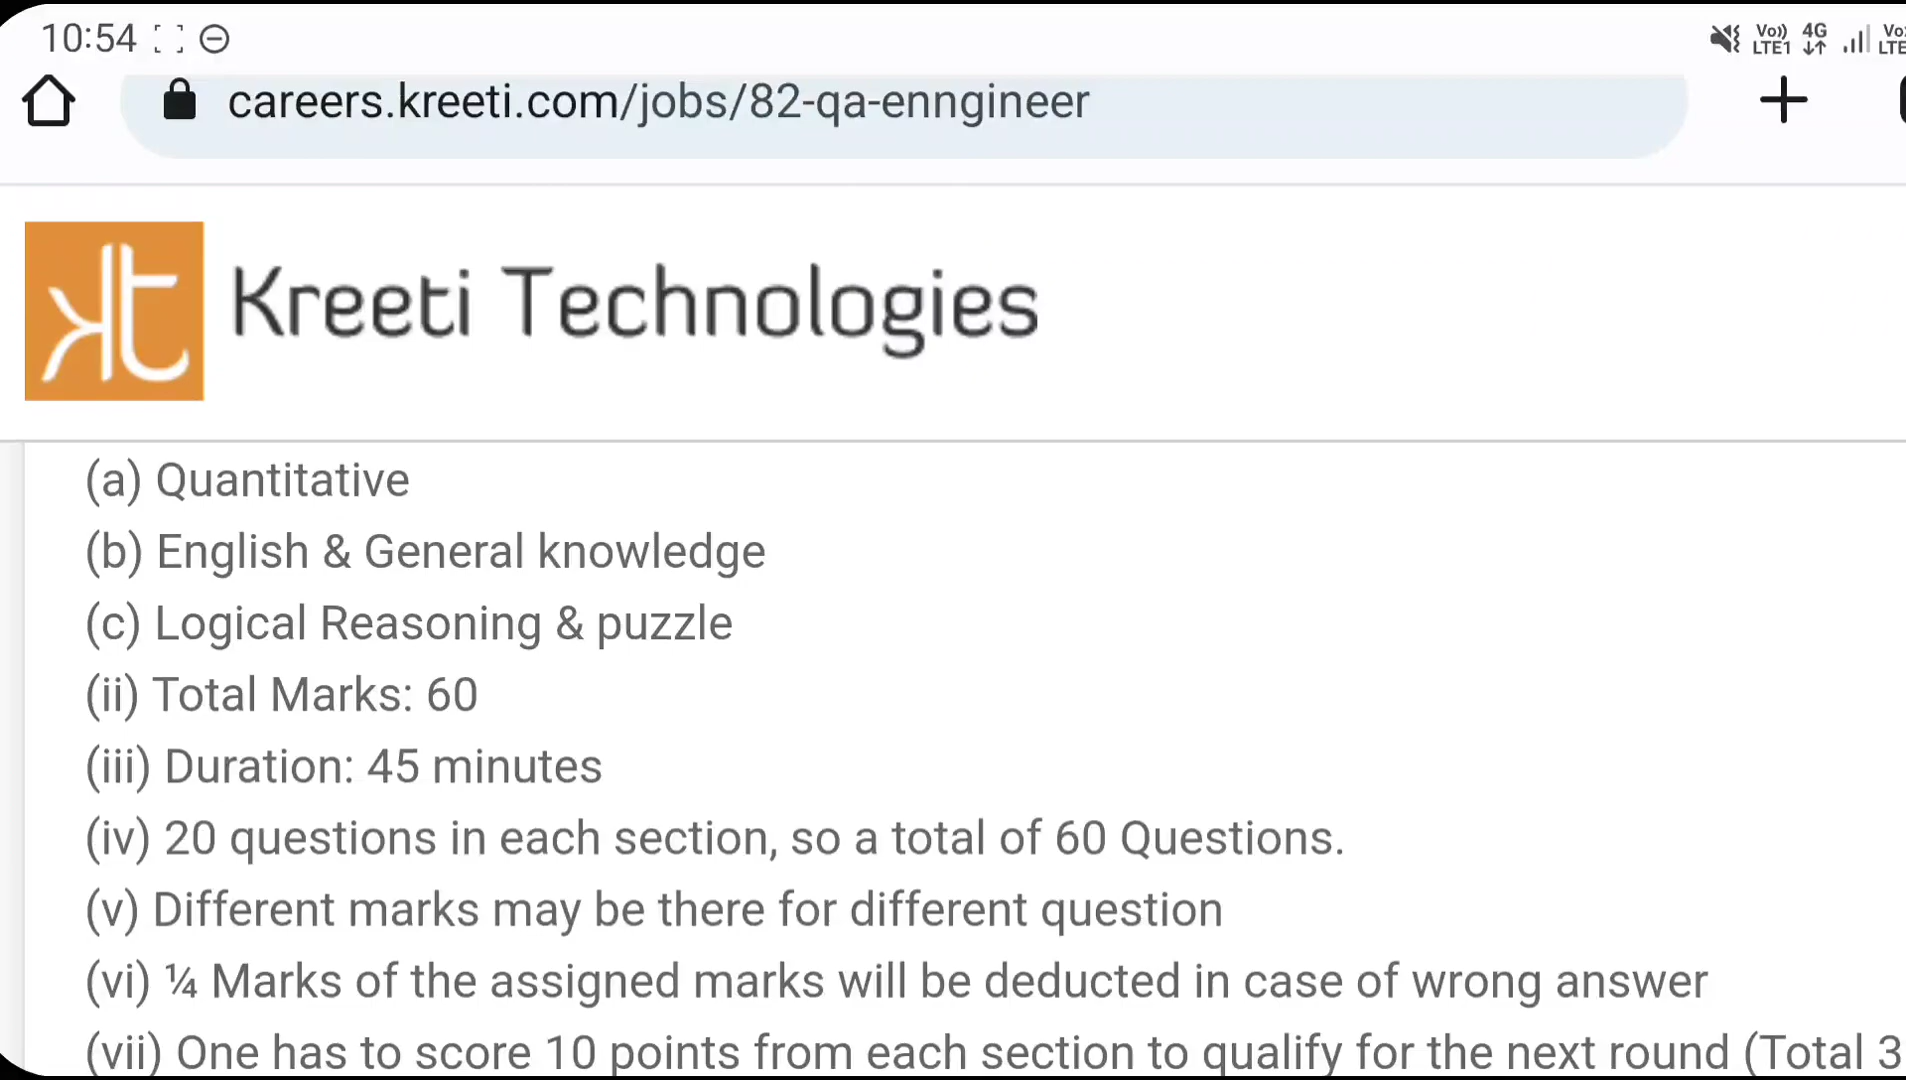 10:54 Vo)) 4G
LTE1
careers.kreeti.com/jobs/82-qa-enngineer
Kreeti Technologies
(a) Quantitative
(b) English & General knowledge
(c) Logical Reasoning & puzzle
(ii) Total Marks: 60
(iii) Duration: 45 minutes
(iv) 20 questions in each section, so a total of 60 Questions.
(v) Different marks may be there for different question
(vi) ¼ Marks of the assigned marks will be deducted in case of wrong answer
(vii) One has to score 10 points from each section to qualify for the next round (Total 3